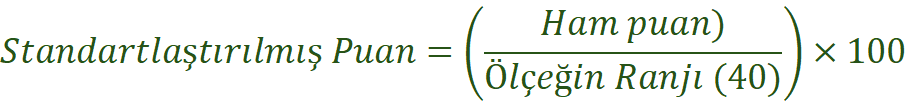 Standartlaştırılmış Puan = (Ham puan) / Ölçeğin Ranjı (40)) × 100